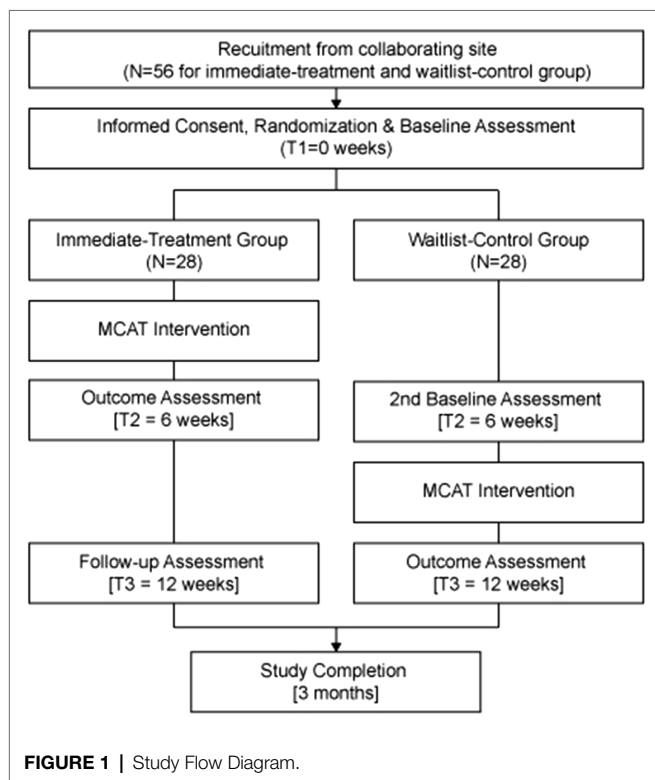 Recuitment from collaborating site
(N=56 for immediate-treatment and waitlist-control group)
Informed Consent, Randomization & Baseline Assessment
(T1=0 weeks)
Immediate-Treatment Group
(N=28)
Waitlist-Control Group
(N=28)
MCAT Intervention
Outcome Assessment
[T2 = 6 weeks]
2nd Baseline Assessment
[T2 = 6 weeks]
MCAT Intervention
Follow-up Assessment
[T3 = 12 weeks]
Outcome Assessment
[T3 = 12 weeks]
Study Completion
[3 months]
FIGURE 1 | Study Flow Diagram.